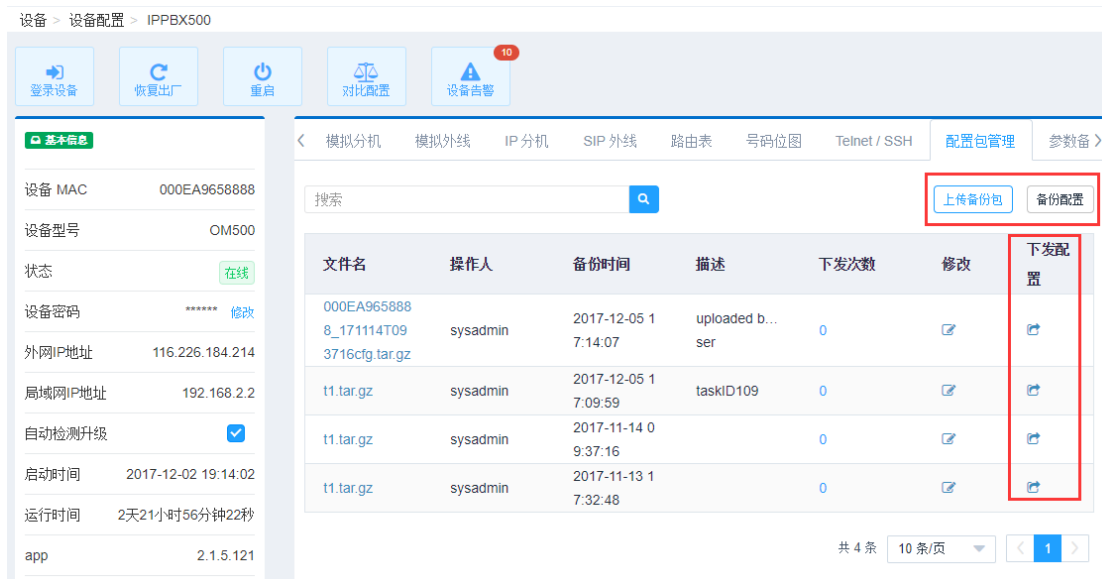 设备 > 设备配置 > IPPBX500
10
登录设备 恢复出厂 重启 对比配置 设备告警
基本信息
设备 MAC 000EA9658888
设备型号 OM500
状态 在线
设备密码 ****** 修改
外网IP地址 116.226.184.214
局域网IP地址 192.168.2.2
自动检测升级
启动时间 2017-12-02 19:14:02
运行时间 2天21小时56分钟22秒
app 2.1.5.121
模拟分机 模拟外线 IP 分机 SIP 外线 路由表 号码位图 Telnet / SSH 配置包管理 参数备
搜索 上传备份包 备份配置
文件名 操作人 备份时间 描述 下发次数 修改 下发配
置
000EA965888
8_171114T09 sysadmin 2017-12-05 1 uploaded b... 0
3716cfg.tar.gz 7:14:07 ser
t1.tar.gz sysadmin 2017-12-05 1 taskID109 0
7:09:59
t1.tar.gz sysadmin 2017-11-14 0 0
9:37:16
t1.tar.gz sysadmin 2017-11-13 1 0
7:32:48
共 4 条 10 条/页 1